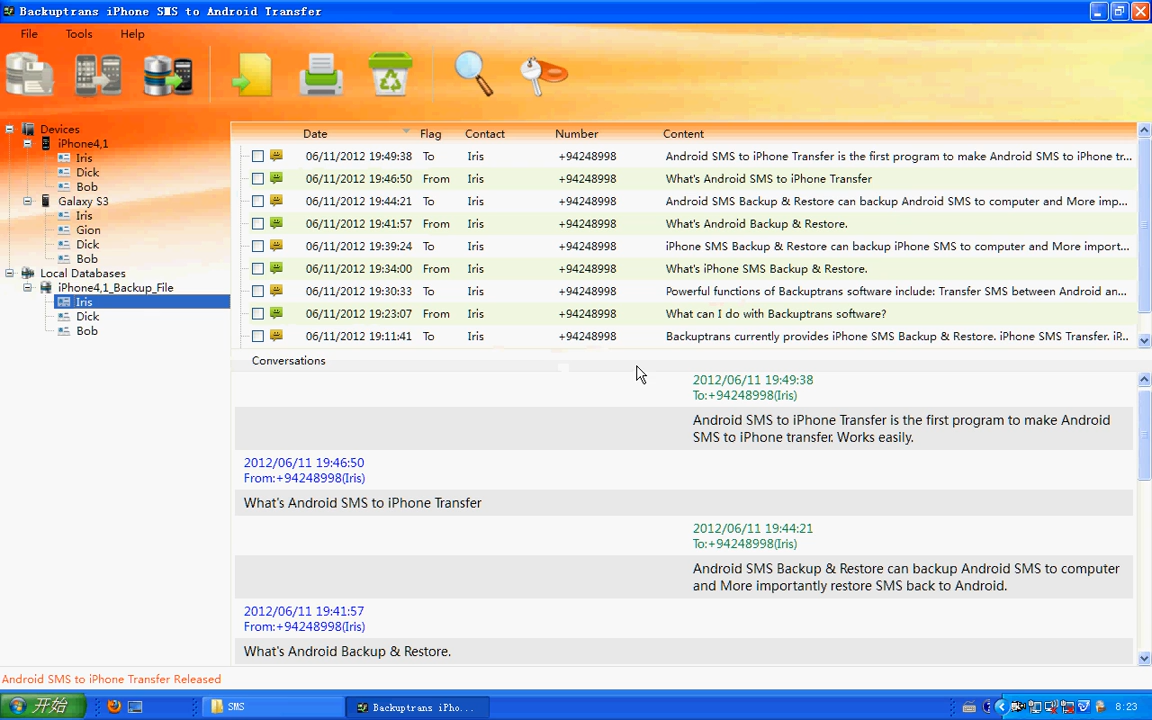 Backuptrans iPhone SMS to Android Transfer
File Tools Help
Devices
iPhone4,1
Iris
Dick
Bob
Galaxy S3
Iris
Gion
Dick
Bob
Local Databases
iPhone4,1_Backup_File
Iris
Dick
Bob
Date Flag Contact Number Content
06/11/2012 19:49:38 To Iris +94248998 Android SMS to iPhone Transfer is the first program to make Android SMS to iPhone tr...
06/11/2012 19:46:50 From Iris +94248998 What's Android SMS to iPhone Transfer
06/11/2012 19:44:21 To Iris +94248998 Android SMS Backup & Restore can backup Android SMS to computer and More imp...
06/11/2012 19:41:57 From Iris +94248998 What's Android Backup & Restore.
06/11/2012 19:39:24 To Iris +94248998 iPhone SMS Backup & Restore can backup iPhone SMS to computer and More import...
06/11/2012 19:34:00 From Iris +94248998 What's iPhone SMS Backup & Restore.
06/11/2012 19:30:33 To Iris +94248998 Powerful functions of Backuptrans software include: Transfer SMS between Android an...
06/11/2012 19:23:07 From Iris +94248998 What can I do with Backuptrans software?
06/11/2012 19:11:41 To Iris +94248998 Backuptrans currently provides iPhone SMS Backup & Restore. iPhone SMS Transfer. iR...
Conversations
2012/06/11 19:49:38
To:+94248998(Iris)
Android SMS to iPhone Transfer is the first program to make Android
SMS to iPhone transfer. Works easily.
2012/06/11 19:46:50
From:+94248998(Iris)
What's Android SMS to iPhone Transfer
2012/06/11 19:44:21
To:+94248998(Iris)
Android SMS Backup & Restore can backup Android SMS to computer
and More importantly restore SMS back to Android.
2012/06/11 19:41:57
From:+94248998(Iris)
What's Android Backup & Restore.
Android SMS to iPhone Transfer Released
开始 SMS Backuptrans iPho... 8:23